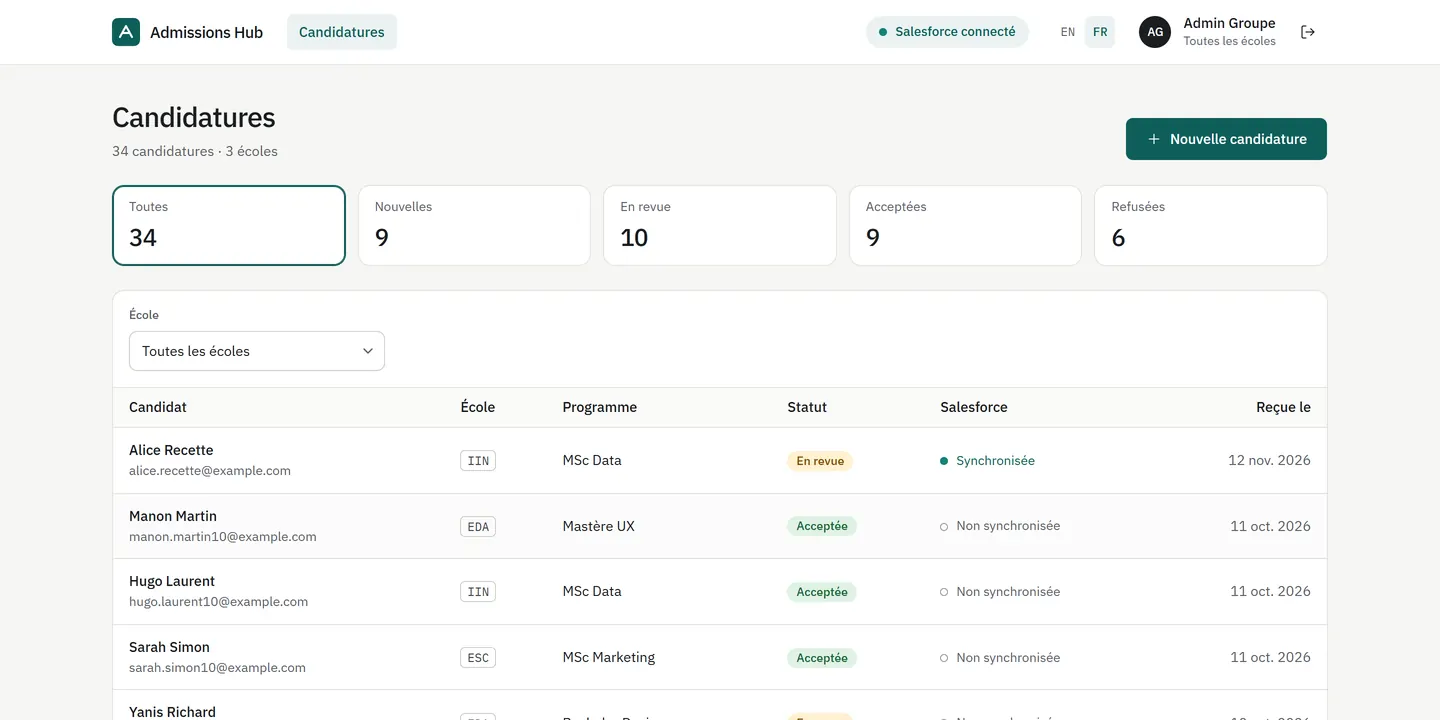 Admissions Hub
Candidatures
Salesforce connecté
EN
FR
AG
Admin Groupe
Toutes les écoles
Candidatures
34 candidatures · 3 écoles
+ Nouvelle candidature
Toutes
34
Nouvelles
9
En revue
10
Acceptées
9
Refusées
6
École
Toutes les écoles
Candidat École Programme Statut Salesforce Reçue le
Alice Recette
alice.recette@example.com
IIN MSc Data En revue Synchronisée 12 nov. 2026
Manon Martin
manon.martin10@example.com
EDA Mastère UX Acceptée Non synchronisée 11 oct. 2026
Hugo Laurent
hugo.laurent10@example.com
IIN MSc Data Acceptée Non synchronisée 11 oct. 2026
Sarah Simon
sarah.simon10@example.com
ESC MSc Marketing Acceptée Non synchronisée 11 oct. 2026
Yanis Richard